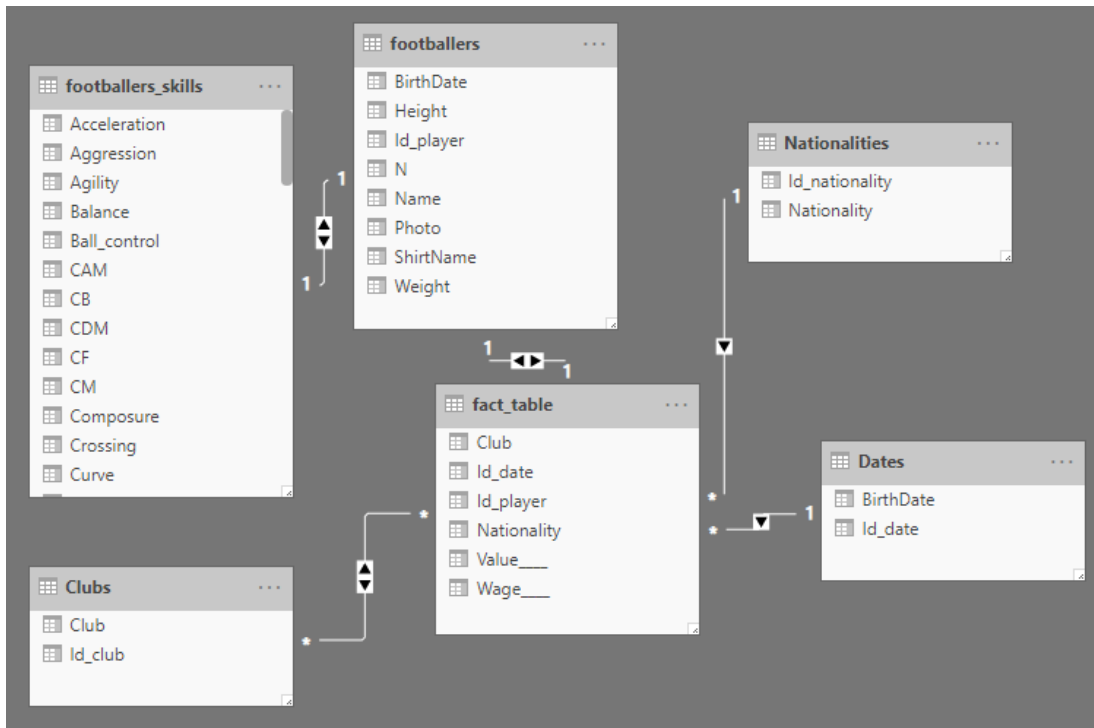 footballers_skills
Acceleration
Aggression
Agility
Balance
Ball_control
CAM
CB
CDM
CF
CM
Composure
Crossing
Curve
footballers
BirthDate
Height
Id_player
N
Name
Photo
ShirtName
Weight
Nationalities
Id_nationality
Nationality
fact_table
Club
Id_date
Id_player
Nationality
Value____
Wage____
Dates
BirthDate
Id_date
Clubs
Club
Id_club
1
1
1
1
1
*
*
1
*
*